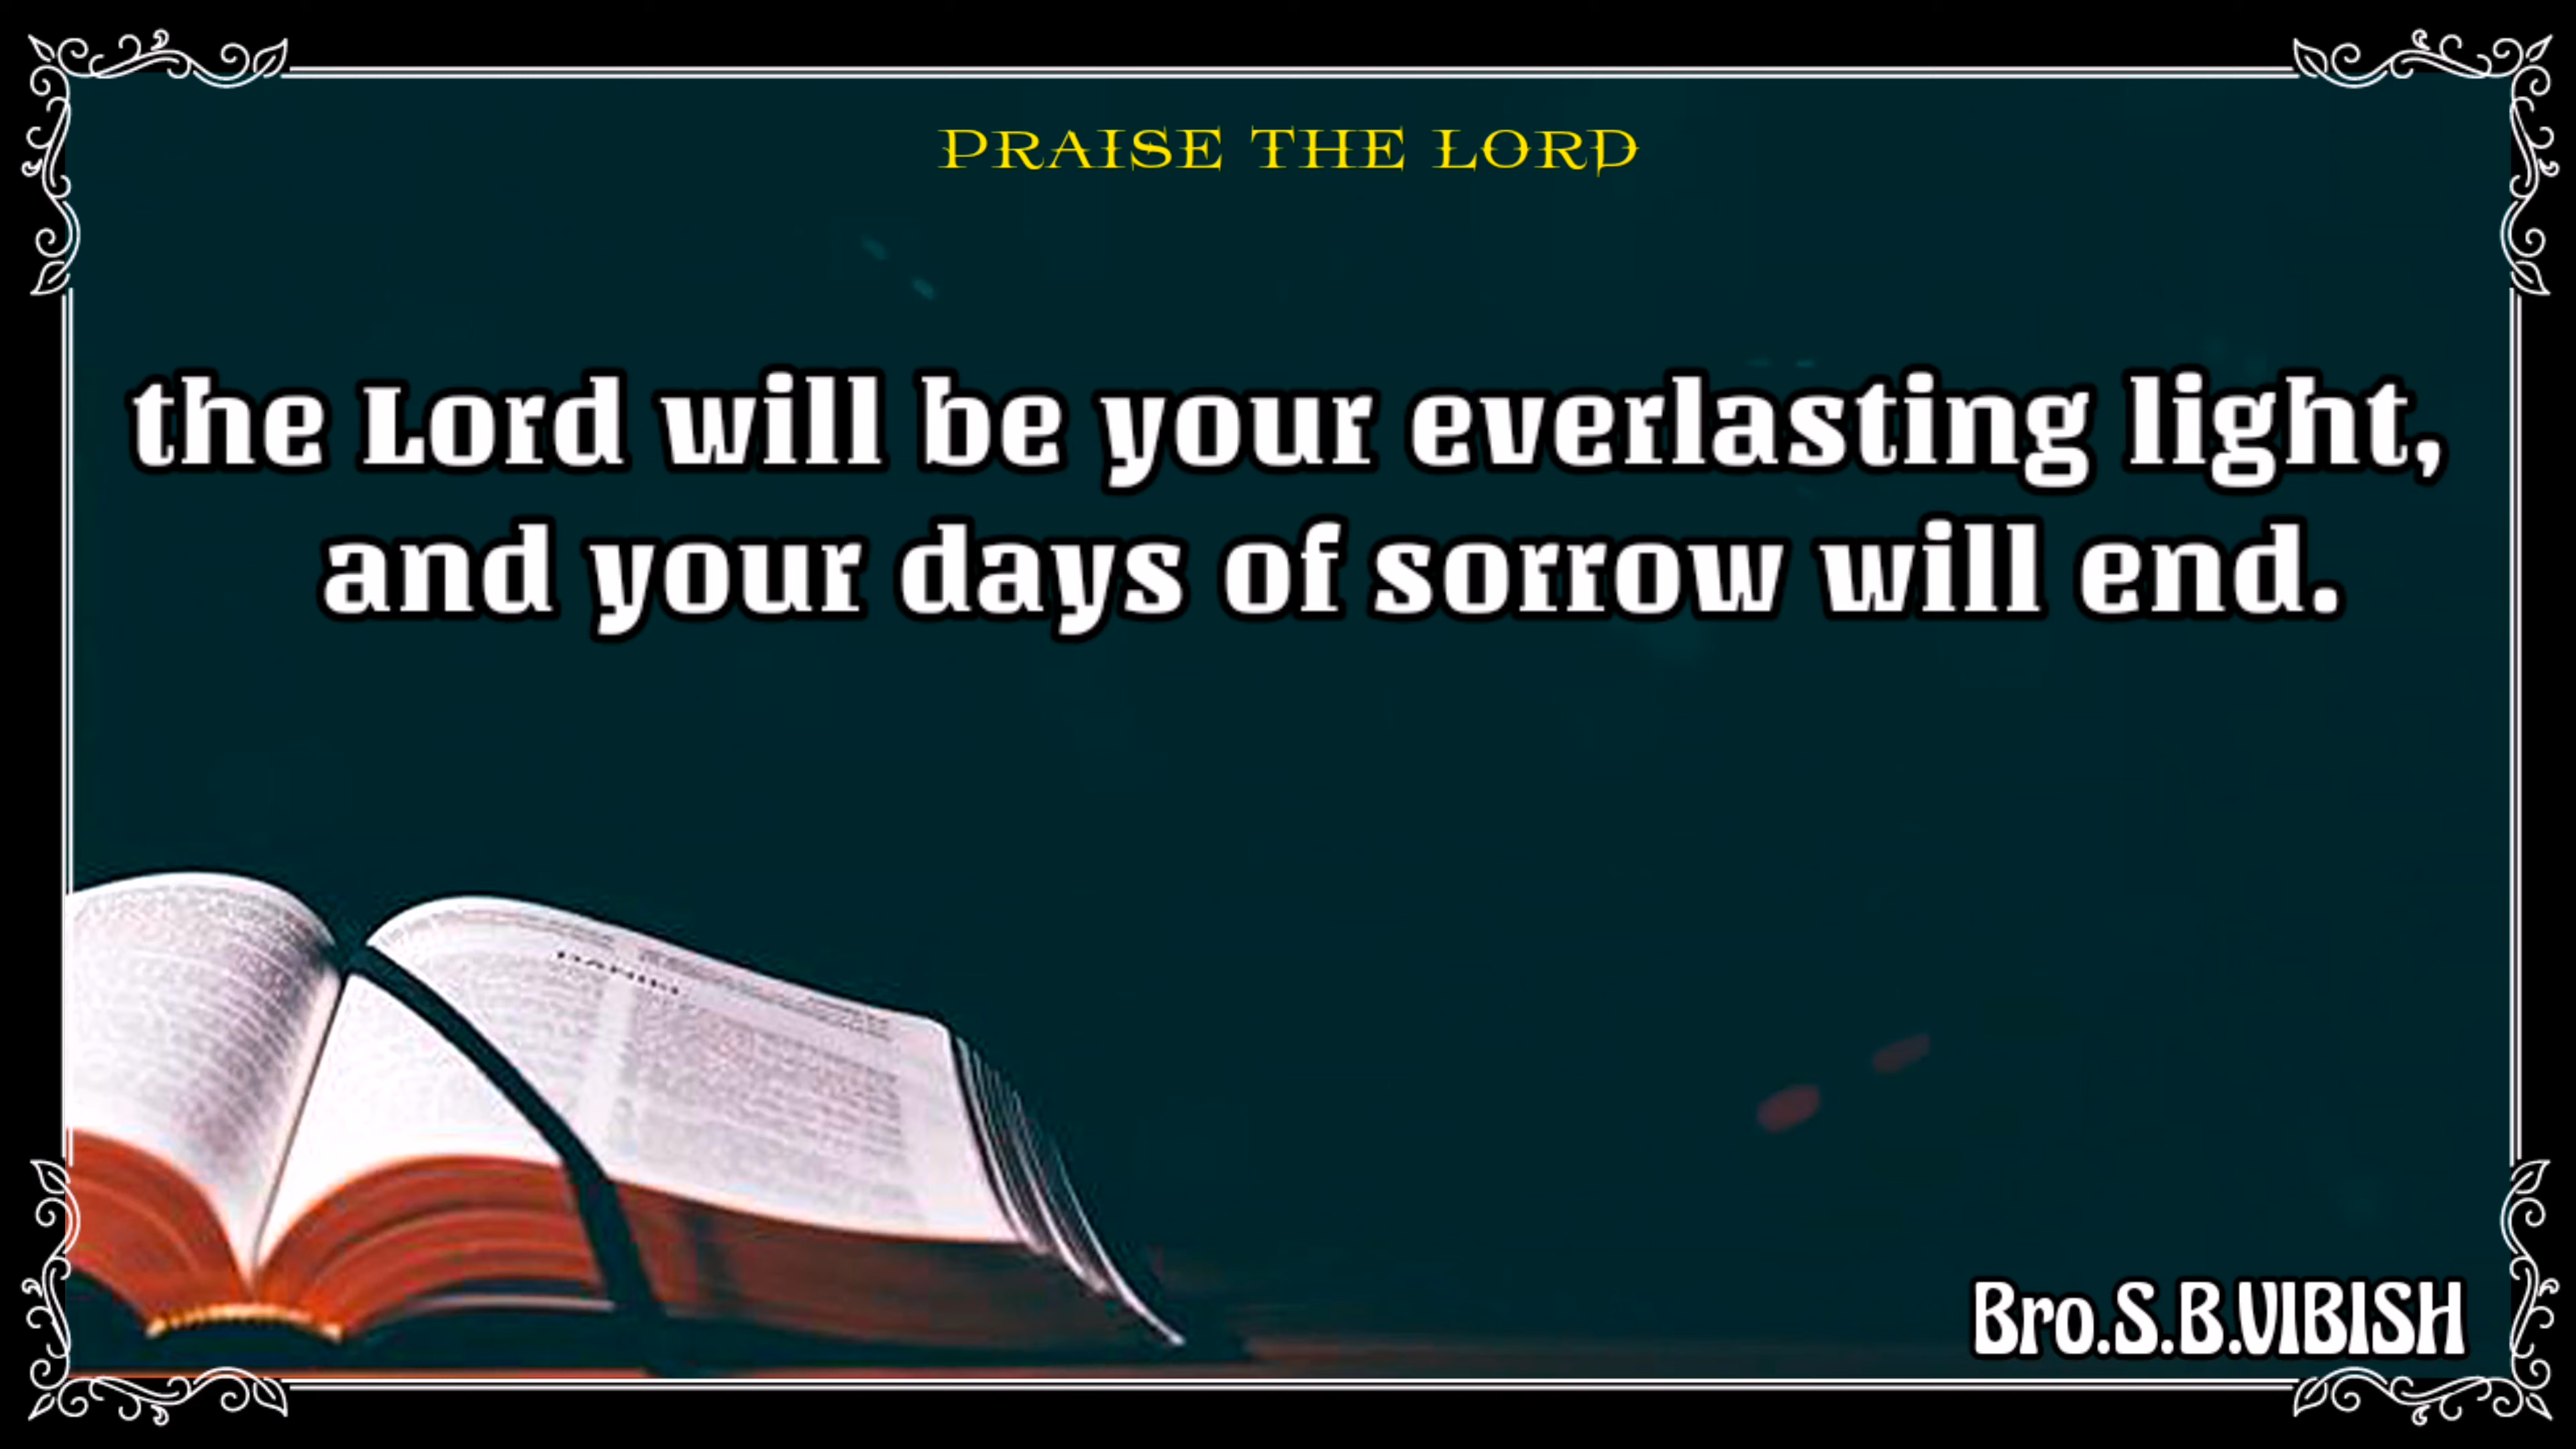 PRAISE THE LORD
the Lord will be your everlasting light,
and your days of sorrow will end.
DANIEL
Bro.S.B.VIBISH